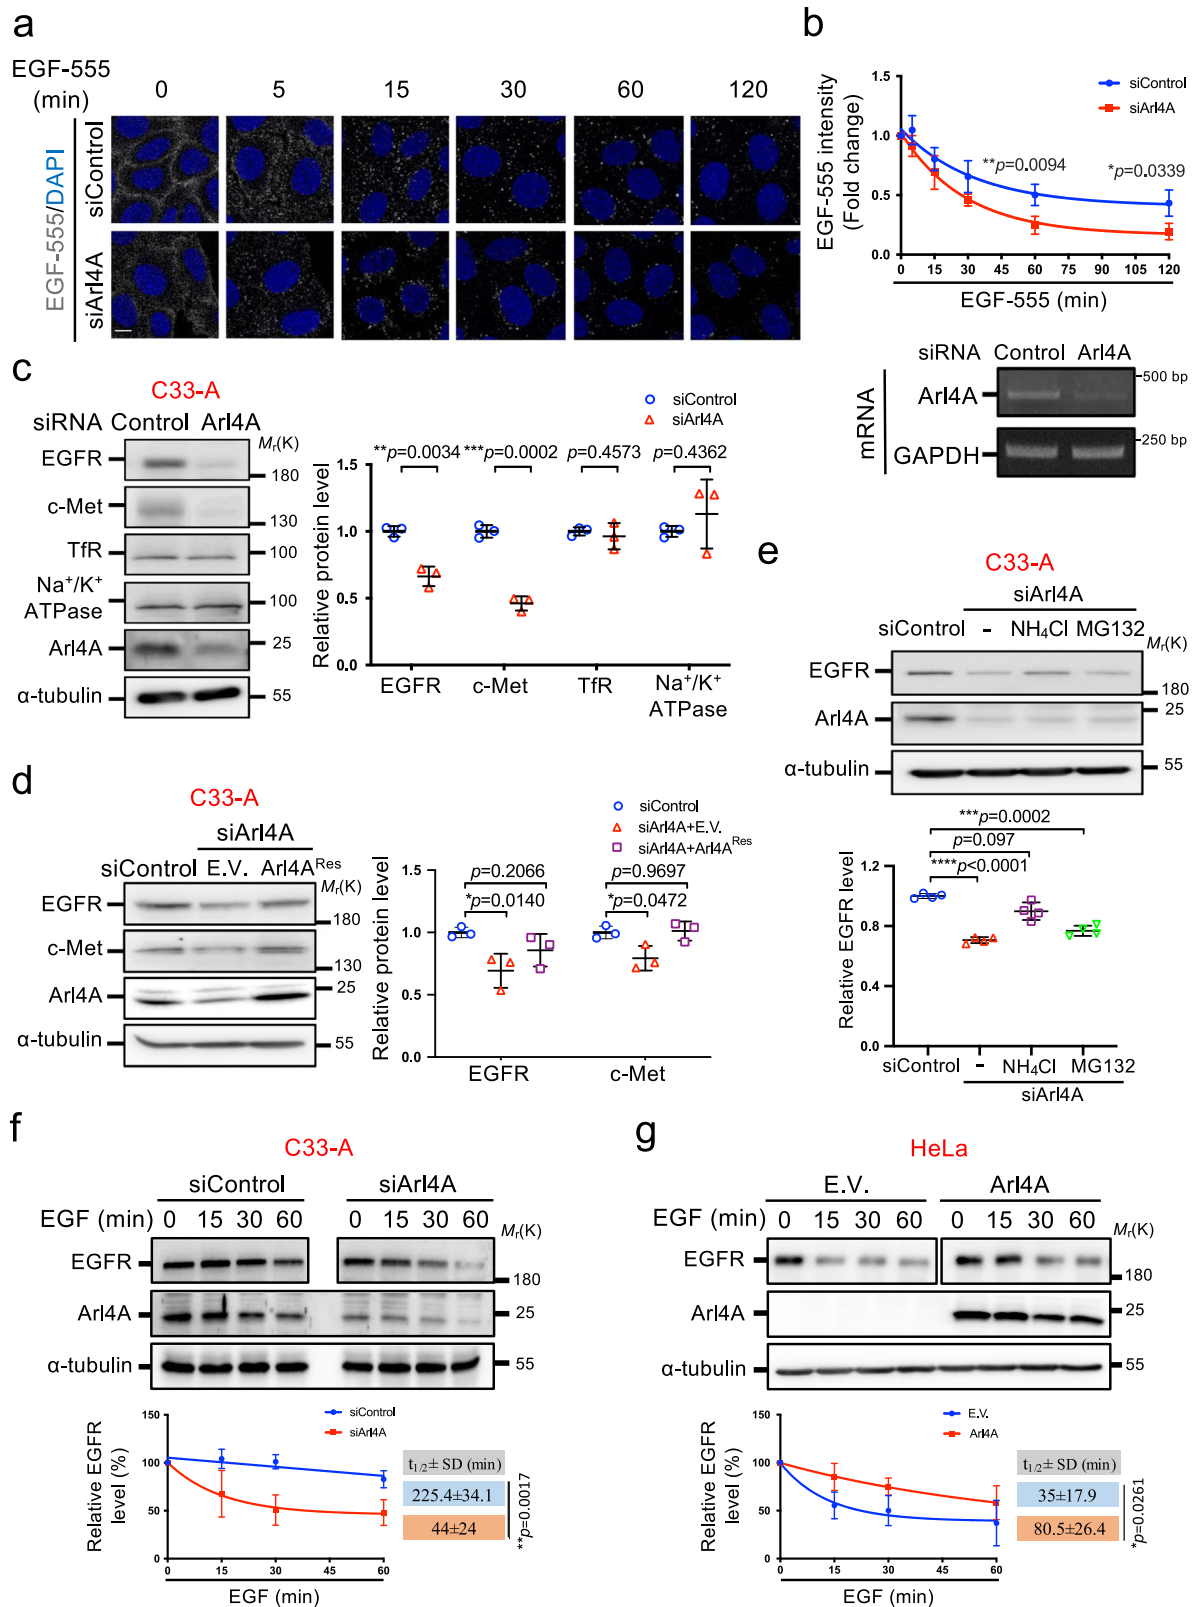 a
EGF-555
(min)
0 5 15 30 60 120
EGF-555/DAPI
siControl
siArl4A
b
EGF-555 intensity
(Fold change)
1.5
1.0
0.5
0.0
siControl
siArl4A
**p=0.0094
*p=0.0339
0 15 30 45 60 75 90 105 120
EGF-555 (min)
siRNA Control Arl4A
mRNA
Arl4A
500 bp
GAPDH
250 bp
c
C33-A
siRNA Control Arl4A
Mr(K)
EGFR
180
c-Met
130
TfR
100
Na⁺/K⁺
ATPase
100
Arl4A
25
α-tubulin
55
siControl
siArl4A
**p=0.0034 ***p=0.0002 p=0.4573 p=0.4362
Relative protein level
1.5
1.0
0.5
0.0
EGFR c-Met TfR Na⁺/K⁺
ATPase
d
C33-A
siArl4A
siControl E.V. Arl4A^Res
Mr(K)
EGFR
180
c-Met
130
Arl4A
25
α-tubulin
55
siControl
siArl4A+E.V.
siArl4A+Arl4A^Res
p=0.2066 p=0.9697
*p=0.0140 *p=0.0472
Relative protein level
1.5
1.0
0.5
0.0
EGFR c-Met
e
C33-A
siArl4A
siControl - NH₄Cl MG132
Mr(K)
EGFR
180
Arl4A
25
α-tubulin
55
***p=0.0002
p=0.097
****p<0.0001
Relative EGFR level
1.2
0.9
0.6
0.3
0.0
siControl - NH₄Cl MG132
siArl4A
f
C33-A
siControl siArl4A
EGF (min) 0 15 30 60 0 15 30 60
Mr(K)
EGFR
180
Arl4A
25
α-tubulin
55
siControl
siArl4A
Relative EGFR
level (%)
150
100
50
0
0 15 30 45 60
EGF (min)
t1/2± SD (min)
225.4±34.1
44±24
**p=0.0017
g
HeLa
E.V. Arl4A
EGF (min) 0 15 30 60 0 15 30 60
Mr(K)
EGFR
180
Arl4A
25
α-tubulin
55
E.V.
Arl4A
Relative EGFR
level (%)
150
100
50
0
0 15 30 45 60
EGF (min)
t1/2± SD (min)
35±17.9
80.5±26.4
*p=0.0261